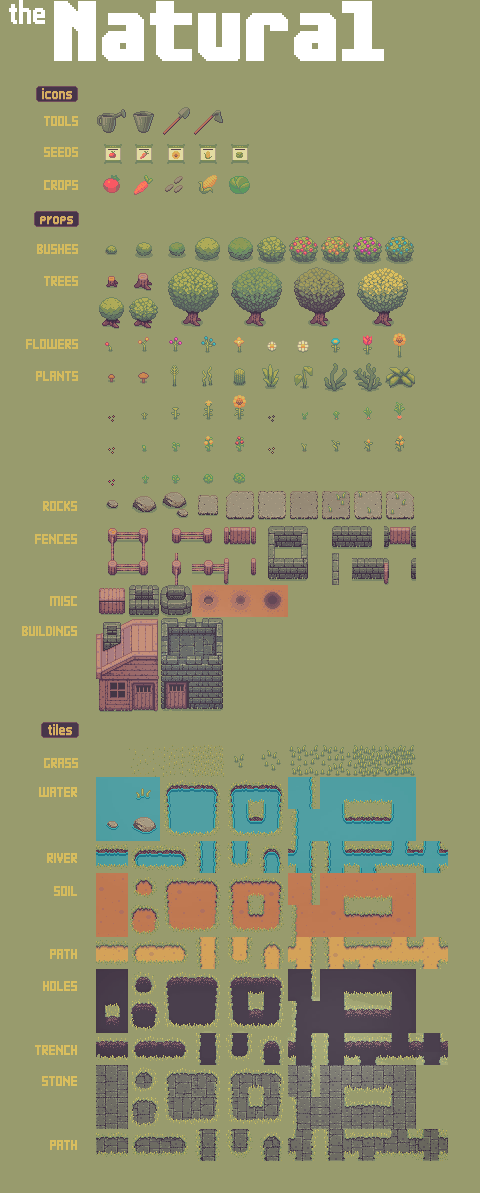 the Natural
icons
TOOLS
SEEDS
CROPS
props
BUSHES
TREES
FLOWERS
PLANTS
ROCKS
FENCES
MISC
BUILDINGS
tiles
GRASS
WATER
RIVER
SOIL
PATH
HOLES
TRENCH
STONE
PATH